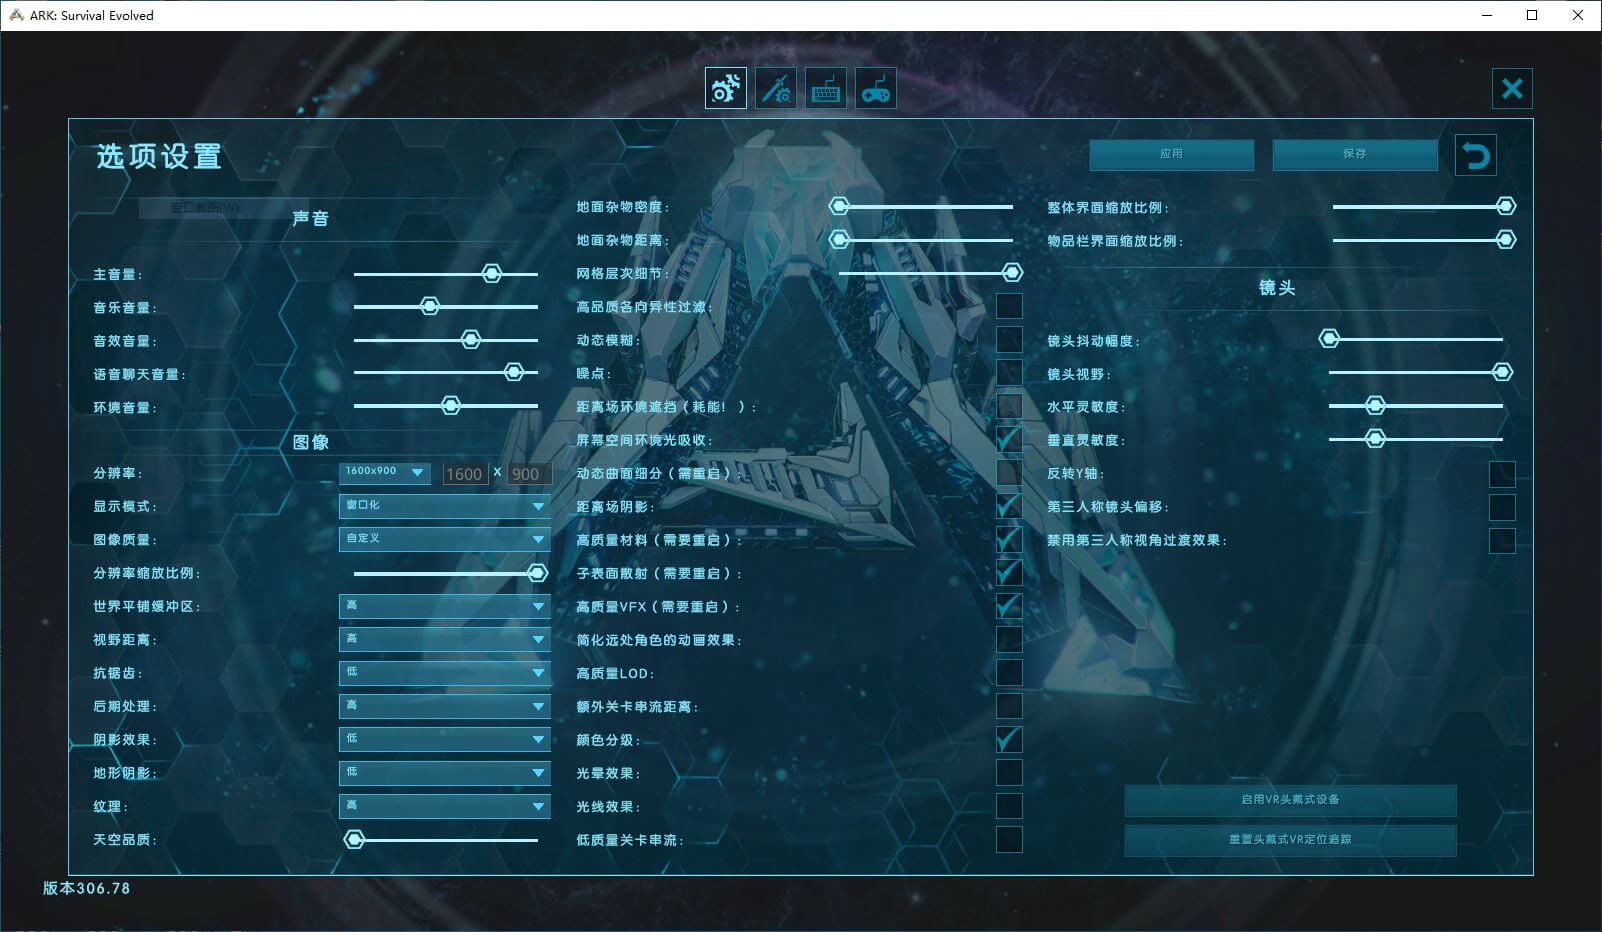 ARK: Survival Evolved
选项设置
应用
保存
窗口截图(W)
声音
主音量:
音乐音量:
音效音量:
语音聊天音量:
环境音量:
图像
分辨率:
1600x900
1600 x 900
显示模式:
窗口化
图像质量:
自定义
分辨率缩放比例:
世界平铺缓冲区:
高
视野距离:
高
抗锯齿:
低
后期处理:
高
阴影效果:
低
地形阴影:
低
纹理:
高
天空品质:
地面杂物密度:
地面杂物距离:
网格层次细节:
高品质各向异性过滤:
动态模糊:
噪点:
距离场环境遮挡（耗能! ）:
屏幕空间环境光吸收:
动态曲面细分（需重启）:
距离场阴影:
高质量材料（需要重启）:
子表面散射（需要重启）:
高质量VFX（需要重启）:
简化远处角色的动画效果:
高质量LOD:
额外关卡串流距离:
颜色分级:
光晕效果:
光线效果:
低质量关卡串流:
整体界面缩放比例:
物品栏界面缩放比例:
镜头
镜头抖动幅度:
镜头视野:
水平灵敏度:
垂直灵敏度:
反转Y轴:
第三人称镜头偏移:
禁用第三人称视角过渡效果:
启用VR头戴式设备
重置头戴式VR定位追踪
版本306.78